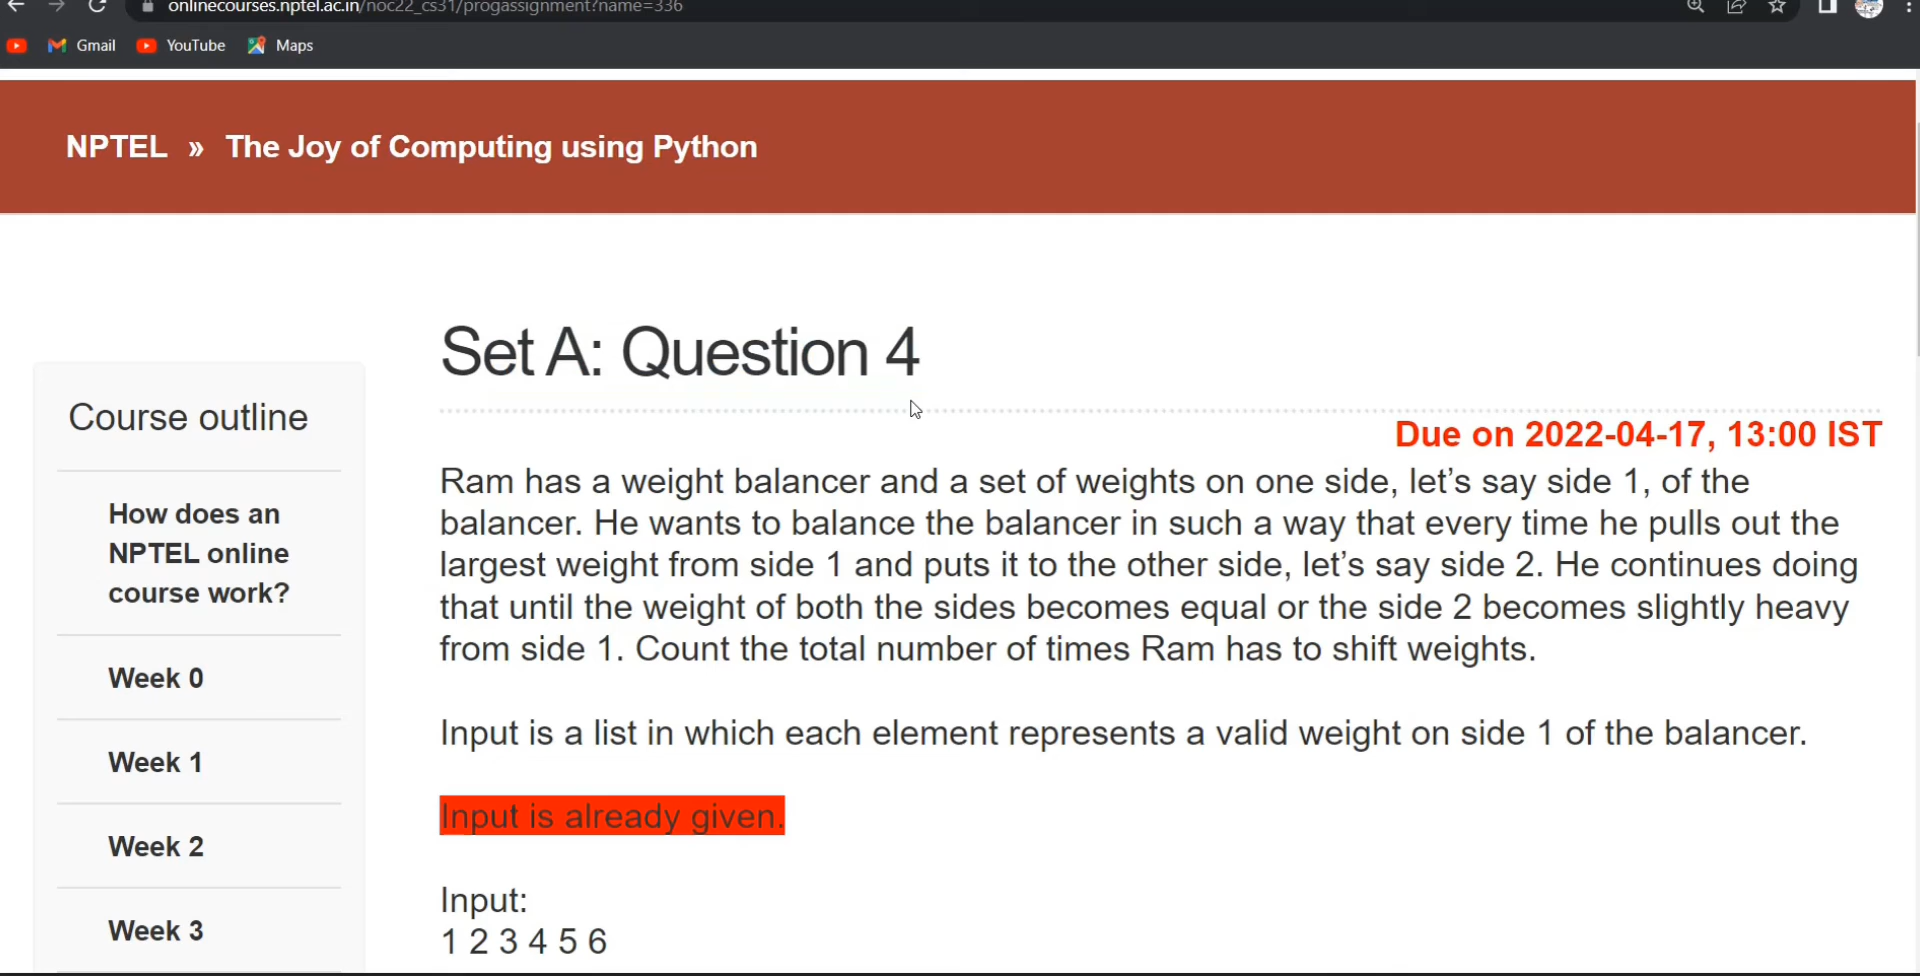 onlinecourses.nptel.ac.in/noc22_cs31/progassignment?name=336
Gmail YouTube Maps
NPTEL » The Joy of Computing using Python
Set A: Question 4
Due on 2022-04-17, 13:00 IST
Ram has a weight balancer and a set of weights on one side, let’s say side 1, of the
balancer. He wants to balance the balancer in such a way that every time he pulls out the
largest weight from side 1 and puts it to the other side, let’s say side 2. He continues doing
that until the weight of both the sides becomes equal or the side 2 becomes slightly heavy
from side 1. Count the total number of times Ram has to shift weights.
Input is a list in which each element represents a valid weight on side 1 of the balancer.
Input is already given.
Input:
1 2 3 4 5 6
Course outline
How does an
NPTEL online
course work?
Week 0
Week 1
Week 2
Week 3